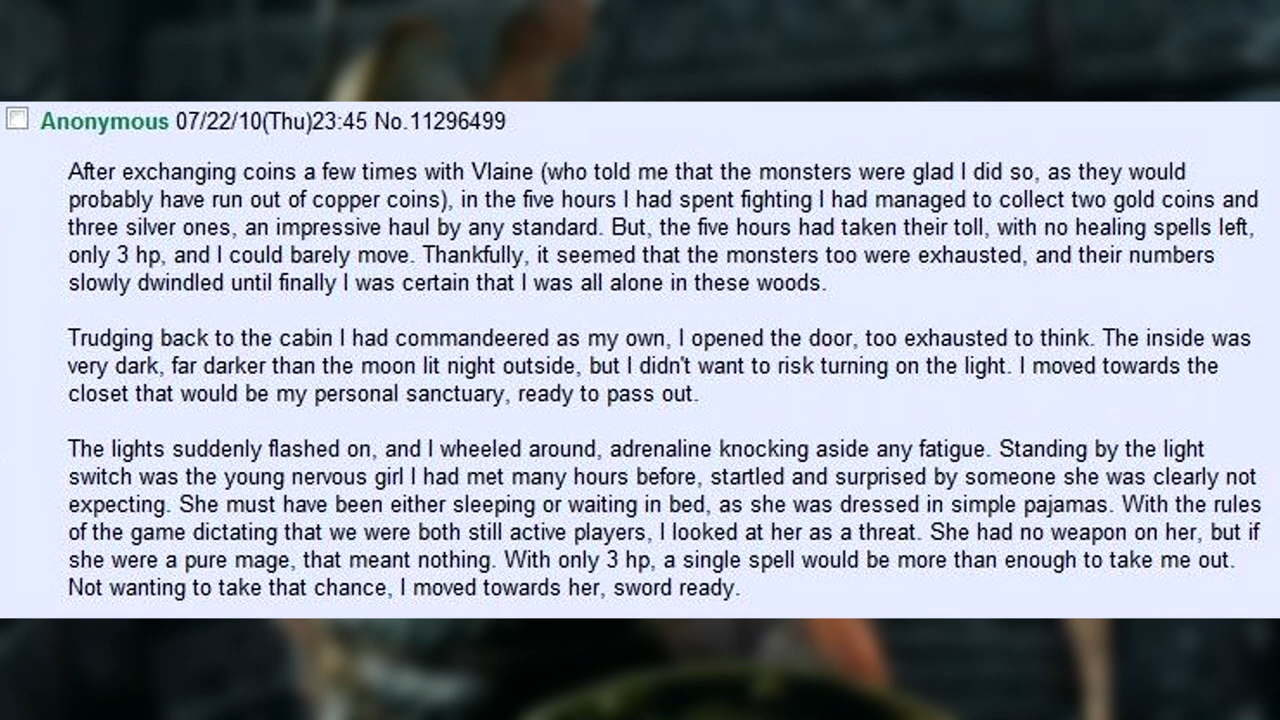 Anonymous 07/22/10(Thu)23:45 No.11296499
After exchanging coins a few times with Vlaine (who told me that the monsters were glad I did so, as they would
probably have run out of copper coins), in the five hours I had spent fighting I had managed to collect two gold coins and
three silver ones, an impressive haul by any standard. But, the five hours had taken their toll, with no healing spells left,
only 3 hp, and I could barely move. Thankfully, it seemed that the monsters too were exhausted, and their numbers
slowly dwindled until finally I was certain that I was all alone in these woods.
Trudging back to the cabin I had commandeered as my own, I opened the door, too exhausted to think. The inside was
very dark, far darker than the moon lit night outside, but I didn't want to risk turning on the light. I moved towards the
closet that would be my personal sanctuary, ready to pass out.
The lights suddenly flashed on, and I wheeled around, adrenaline knocking aside any fatigue. Standing by the light
switch was the young nervous girl I had met many hours before, startled and surprised by someone she was clearly not
expecting. She must have been either sleeping or waiting in bed, as she was dressed in simple pajamas. With the rules
of the game dictating that we were both still active players, I looked at her as a threat. She had no weapon on her, but if
she were a pure mage, that meant nothing. With only 3 hp, a single spell would be more than enough to take me out.
Not wanting to take that chance, I moved towards her, sword ready.